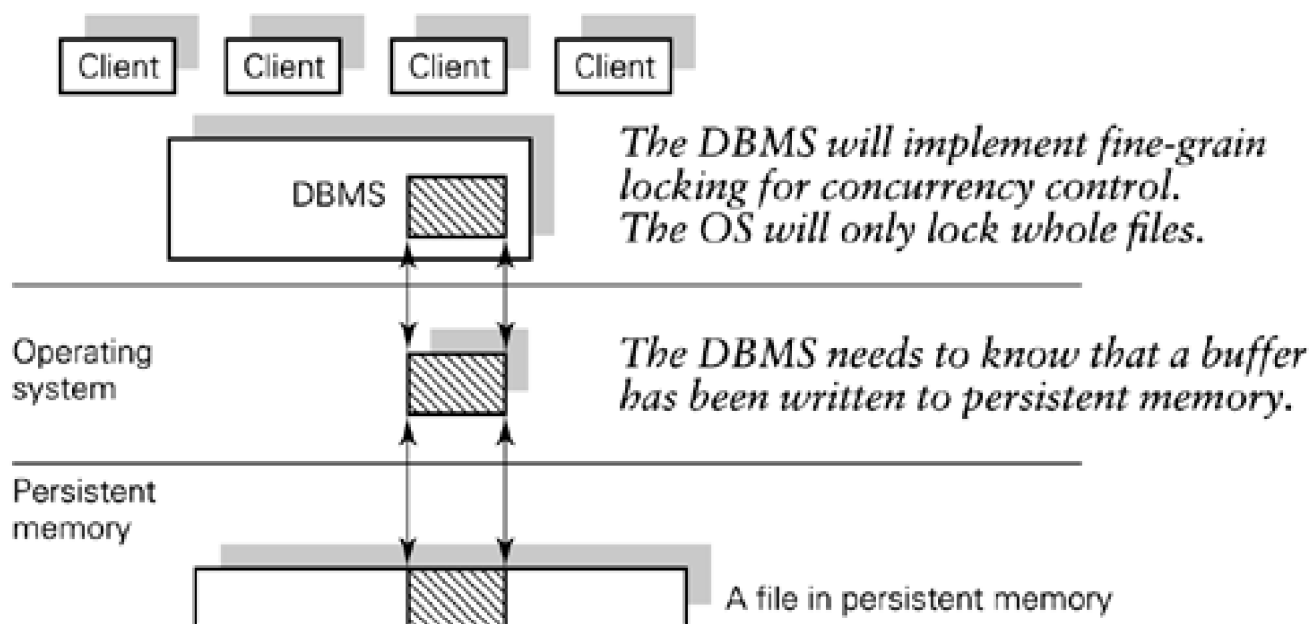 Client Client Client Client
DBMS
The DBMS will implement fine-grain
locking for concurrency control.
The OS will only lock whole files.
Operating
system
The DBMS needs to know that a buffer
has been written to persistent memory.
Persistent
memory
A file in persistent memory